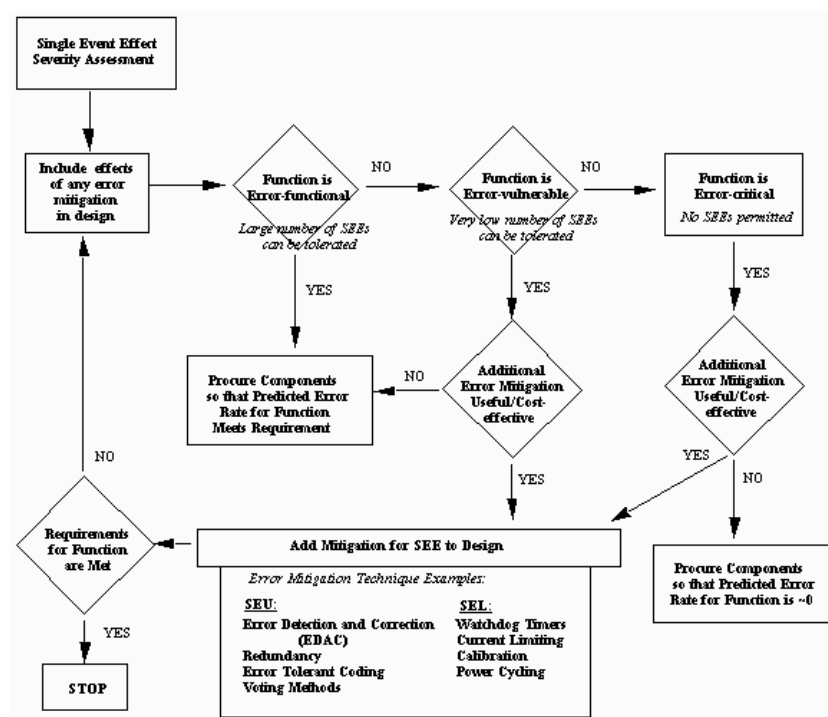 Single Event Effect
Severity Assessment
Include effects
of any error
mitigation
in design
Function is
Error-functional
Large number of SEEs
can be tolerated
NO
Function is
Error-vulnerable
Very low number of SEEs
can be tolerated
NO
Function is
Error-critical
No SEEs permitted
YES
YES
YES
Procure Components
so that Predicted Error
Rate for Function
Meets Requirement
NO
Additional
Error Mitigation
Useful/Cost-
effective
Additional
Error Mitigation
Useful/Cost-
effective
YES
YES
NO
NO
Requirements
for Function
are Met
Add Mitigation for SEE to Design
Procure Components
so that Predicted Error
Rate for Function is ~0
Error Mitigation Technique Examples:
SEU:
Error Detection and Correction
(EDAC)
Redundancy
Error Tolerant Coding
Voting Methods
SEL:
Watchdog Timers
Current Limiting
Calibration
Power Cycling
YES
STOP